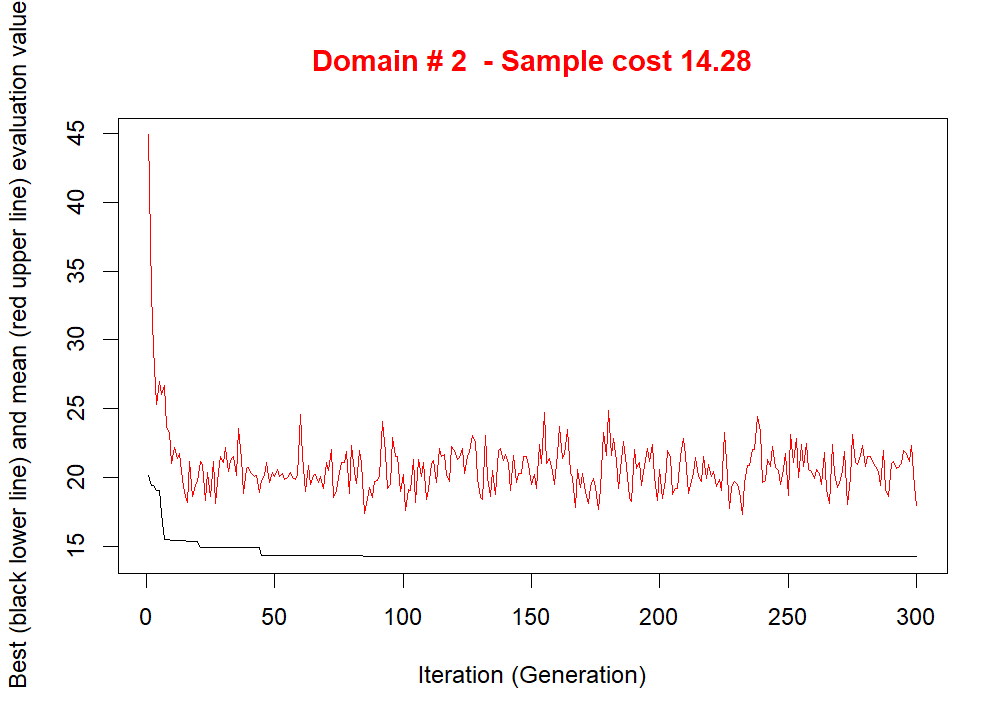 Domain # 2  - Sample cost 14.28
Best (black lower line) and mean (red upper line) evaluation value
45
40
35
30
25
20
15
0 50 100 150 200 250 300
Iteration (Generation)